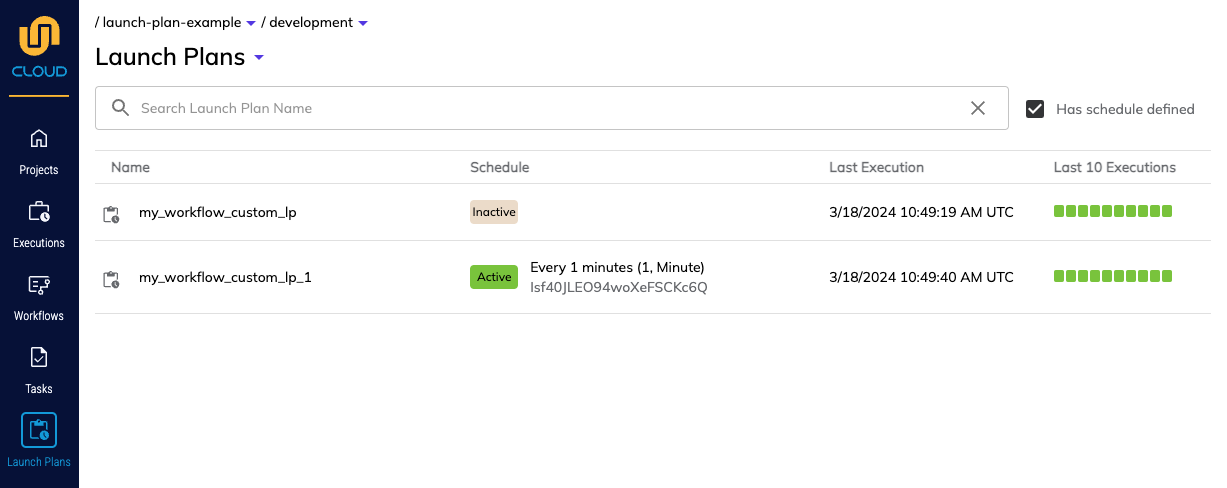 / launch-plan-example / development
Launch Plans
CLOUD
Search Launch Plan Name
Has schedule defined
Projects
Executions
Workflows
Tasks
Launch Plans
Name Schedule Last Execution Last 10 Executions
my_workflow_custom_lp Inactive 3/18/2024 10:49:19 AM UTC
my_workflow_custom_lp_1 Active Every 1 minutes (1, Minute) 3/18/2024 10:49:40 AM UTC
Isf40JLEO94woXeFSCKc6Q